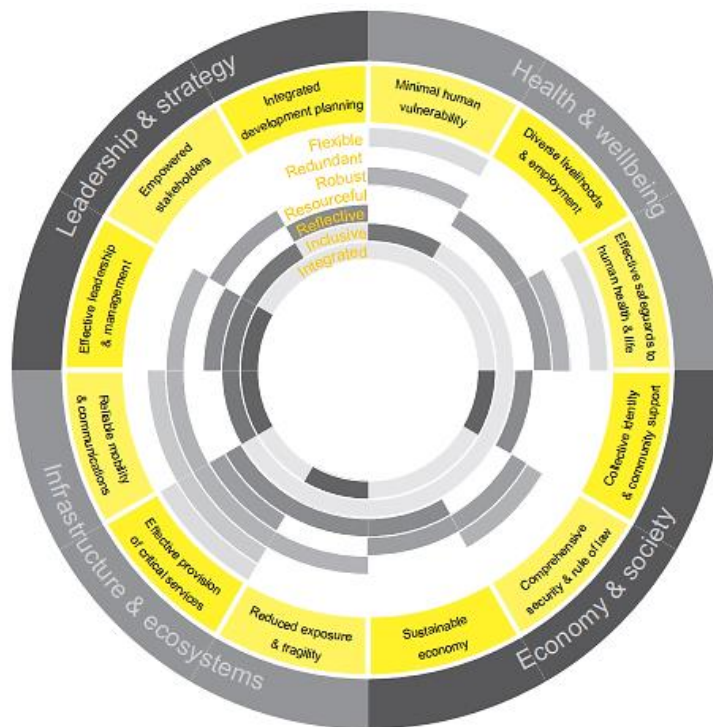 Leadership & strategy
Health & wellbeing
Economy & society
Infrastructure & ecosystems
Integrated
development planning
Minimal human
vulnerability
Diverse livelihoods
& employment
Effective safeguards to
human health & life
Collective identity
& community support
Comprehensive
security & rule of law
Sustainable
economy
Reduced exposure
& fragility
Effective provision
of critical services
Reliable mobility
& communications
Effective leadership
& management
Empowered
stakeholders
Flexible
Redundant
Robust
Resourceful
Reflective
Inclusive
Integrated